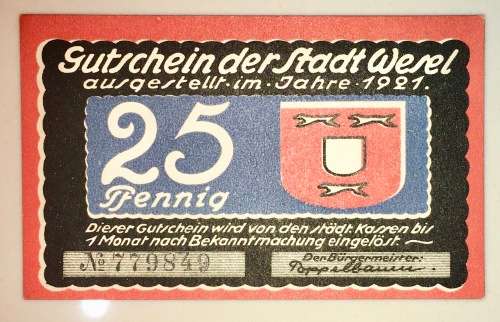 Gutschein der Stadt Wesel
ausgestellt im Jahre 1921.
25
Pfennig
Dieser Gutschein wird von den städt. Kassen bis
1 Monat nach Bekanntmachung eingelöst.
№ 779849
Der Bürgermeister:
Poppelbaum.